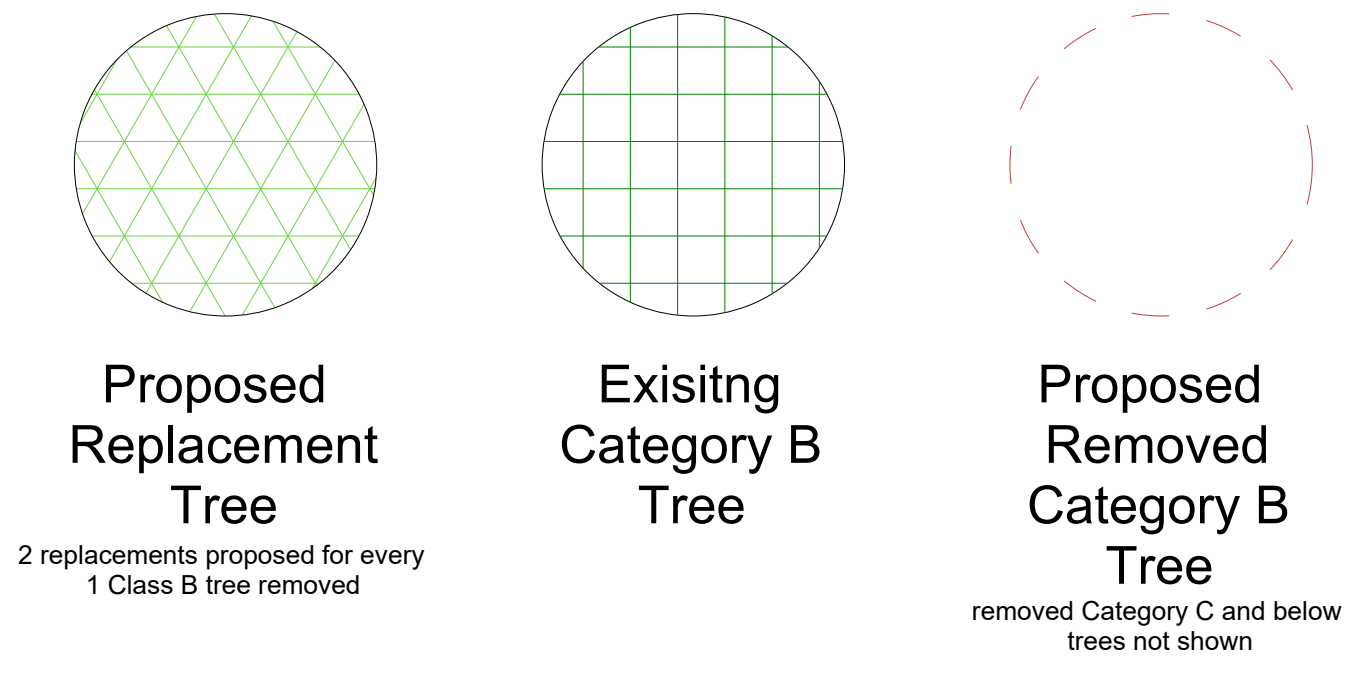 Proposed
Replacement
Tree
2 replacements proposed for every
1 Class B tree removed
Exisitng
Category B
Tree
Proposed
Removed
Category B
Tree
removed Category C and below
trees not shown